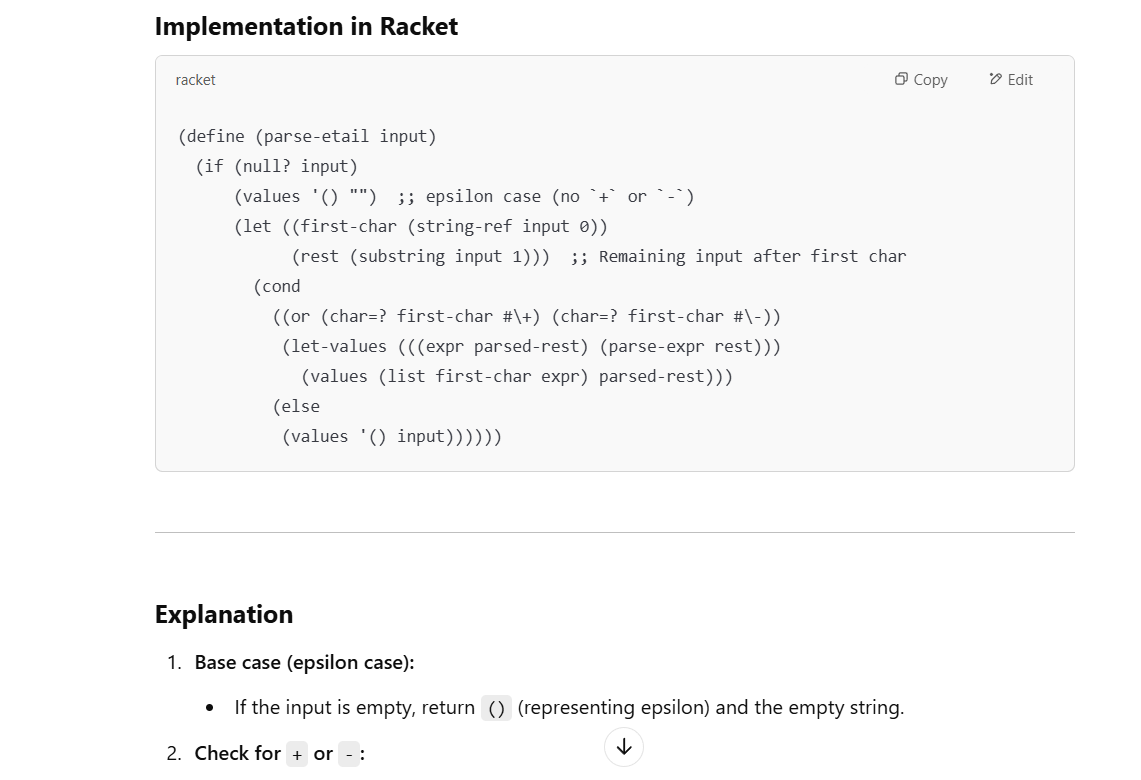 Implementation in Racket
racket Copy Edit
(define (parse-etail input)
  (if (null? input)
      (values '() "")  ;; epsilon case (no `+` or `-`)
      (let ((first-char (string-ref input 0))
            (rest (substring input 1)))  ;; Remaining input after first char
        (cond
          ((or (char=? first-char #\+) (char=? first-char #\-))
           (let-values (((expr parsed-rest) (parse-expr rest)))
             (values (list first-char expr) parsed-rest)))
          (else
           (values '() input))))))
Explanation
1. Base case (epsilon case):
• If the input is empty, return () (representing epsilon) and the empty string.
2. Check for + or -: